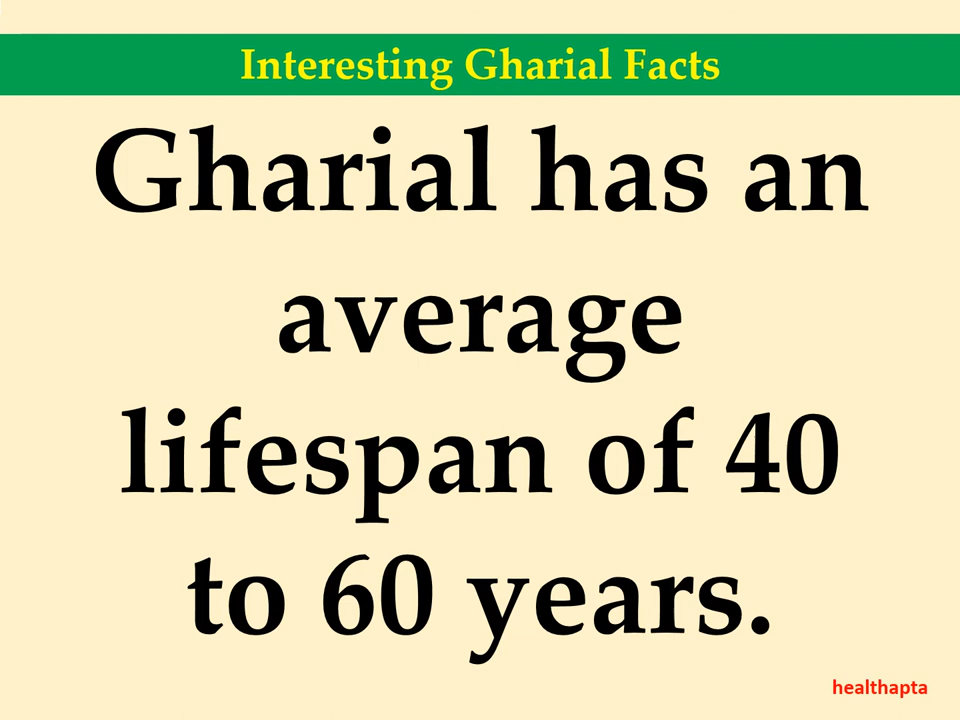 Interesting Gharial Facts
Gharial has an
average
lifespan of 40
to 60 years.
healthapta